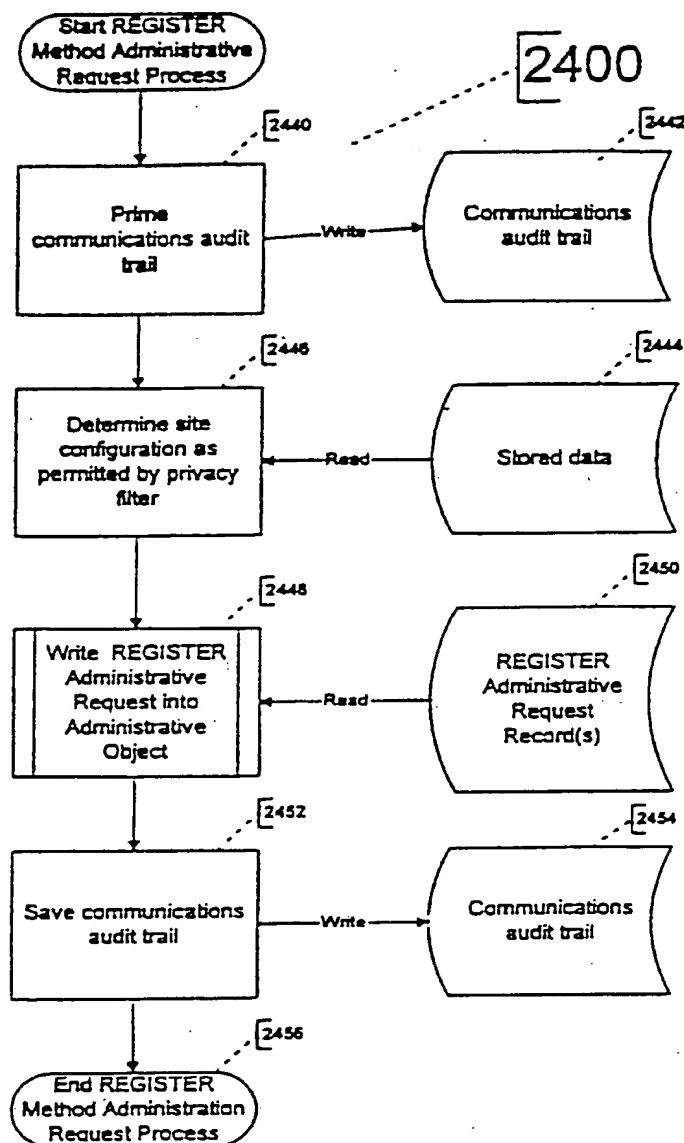 Start REGISTER
Method Administrative
Request Process
2400
2440
2442
Prime
communications audit
trail
Write
Communications
audit trail
2446
2444
Determine site
configuration as
permitted by privacy
filter
Read
Stored data
2448
2450
Write REGISTER
Administrative
Request into
Administrative
Object
Read
REGISTER
Administrative
Request
Record(s)
2452
2454
Save communications
audit trail
Write
Communications
audit trail
2456
End REGISTER
Method Administration
Request Process